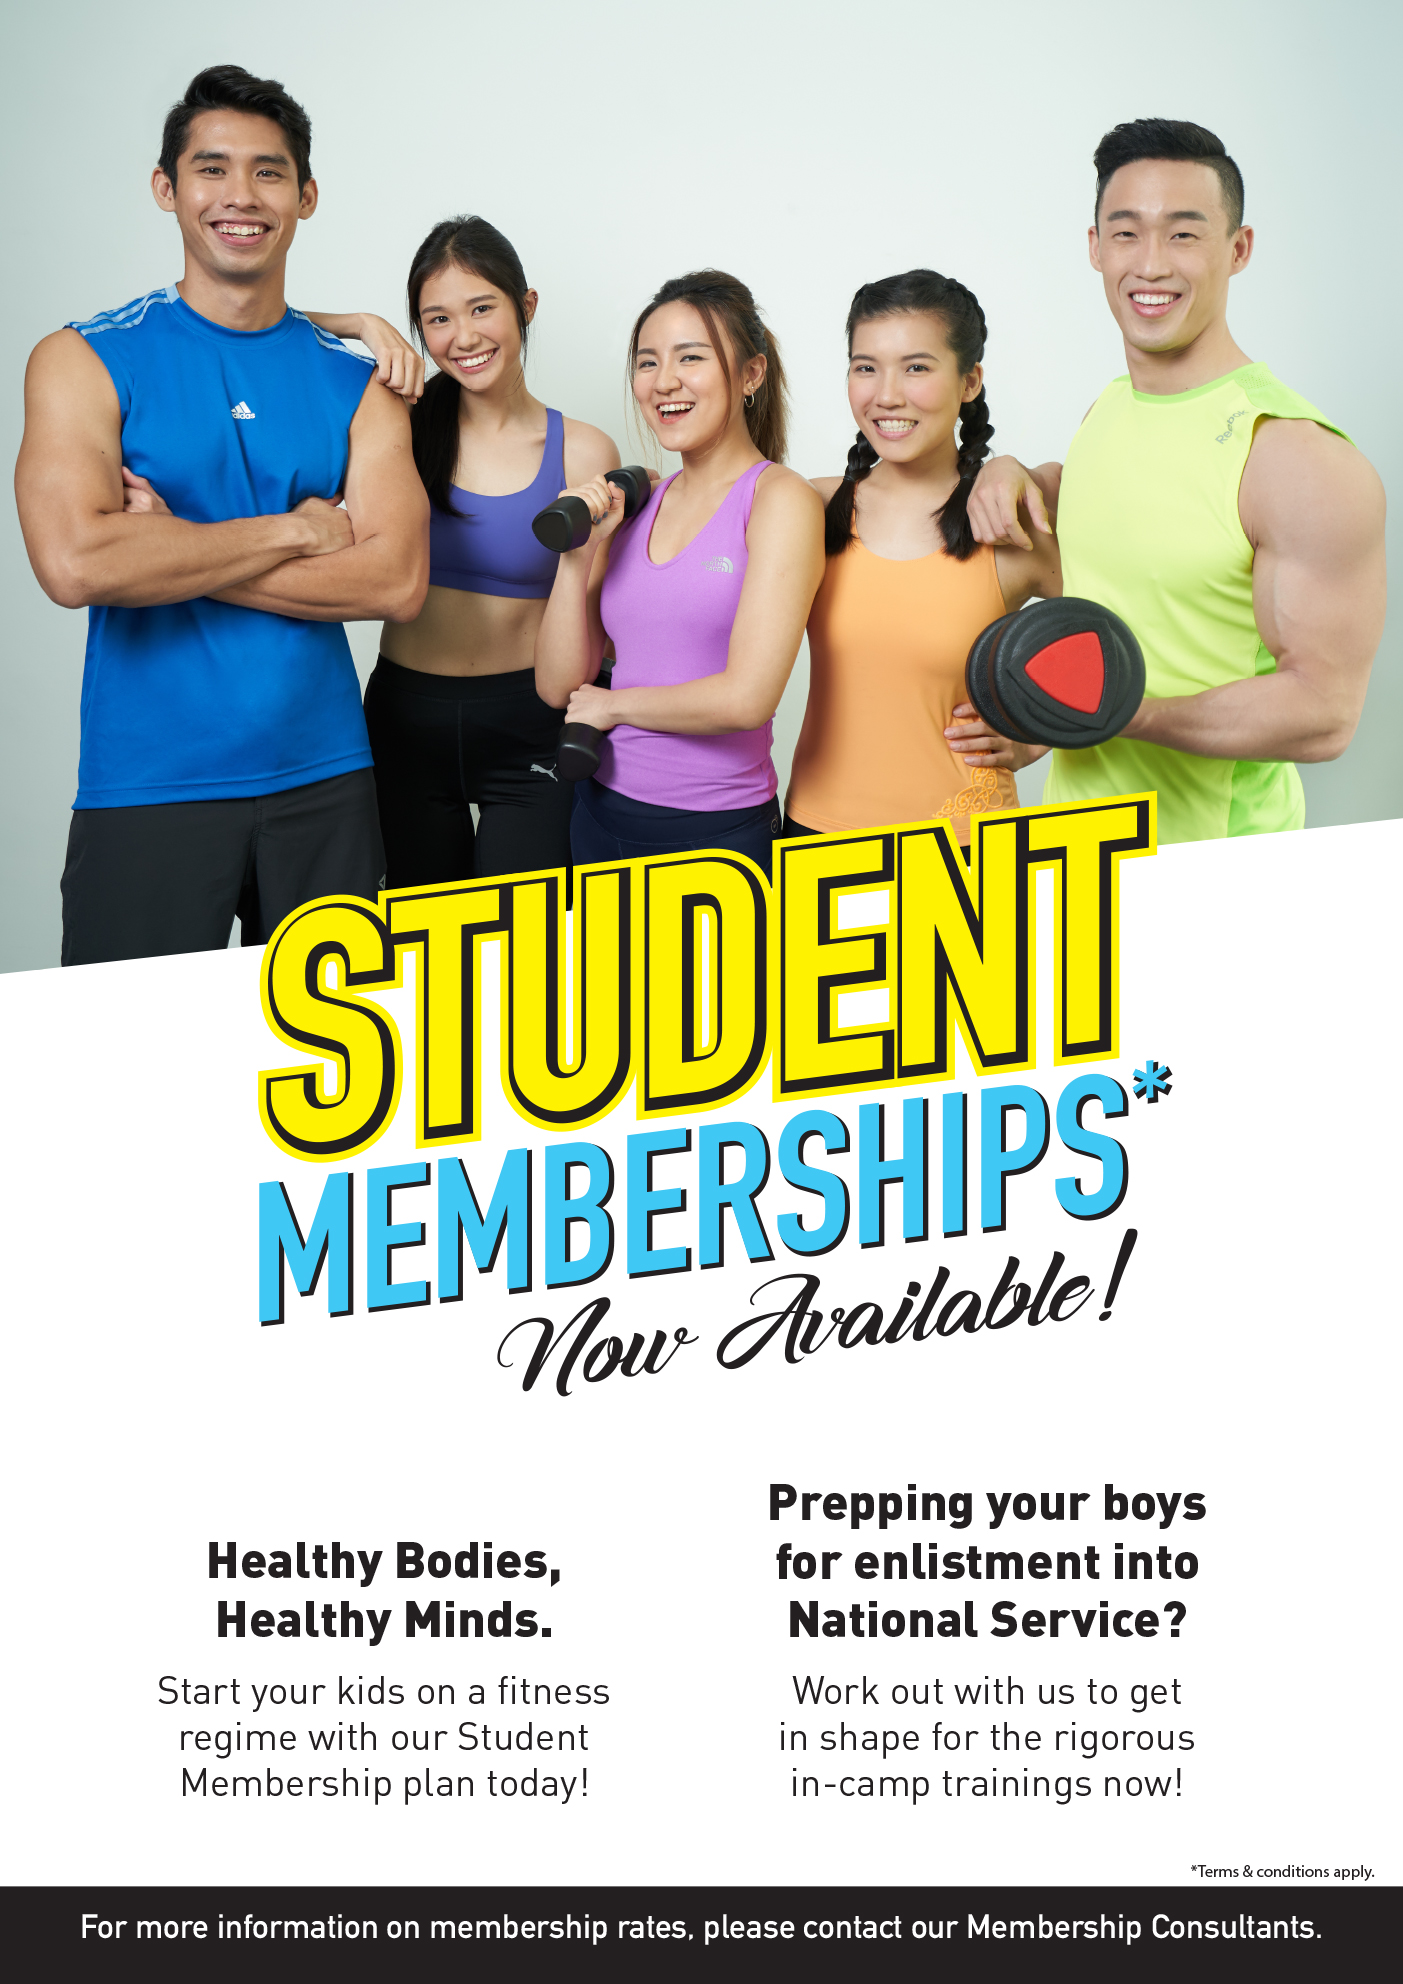 adidas
Reebok
STUDENT
MEMBERSHIPS*
Now Available!
Healthy Bodies,
Healthy Minds.
Start your kids on a fitness
regime with our Student
Membership plan today!
Prepping your boys
for enlistment into
National Service?
Work out with us to get
in shape for the rigorous
in-camp trainings now!
*Terms & conditions apply.
For more information on membership rates, please contact our Membership Consultants.